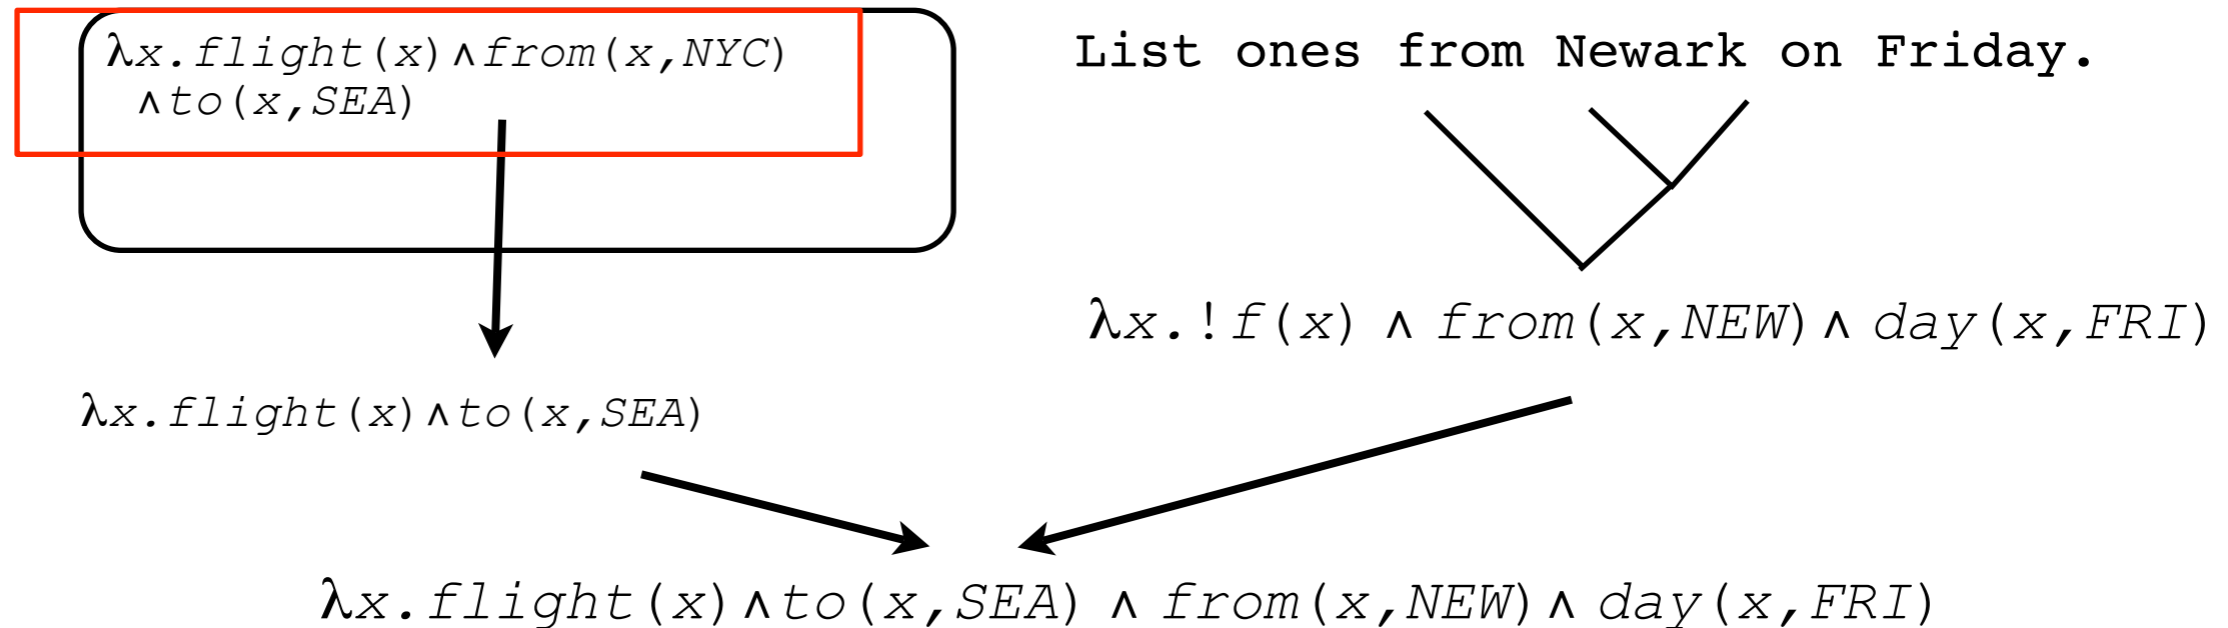 λx.flight(x)∧from(x,NYC)
∧to(x,SEA)
List ones from Newark on Friday.
λx.!f(x) ∧ from(x,NEW)∧ day(x,FRI)
λx.flight(x)∧to(x,SEA)
λx.flight(x)∧to(x,SEA) ∧ from(x,NEW)∧ day(x,FRI)